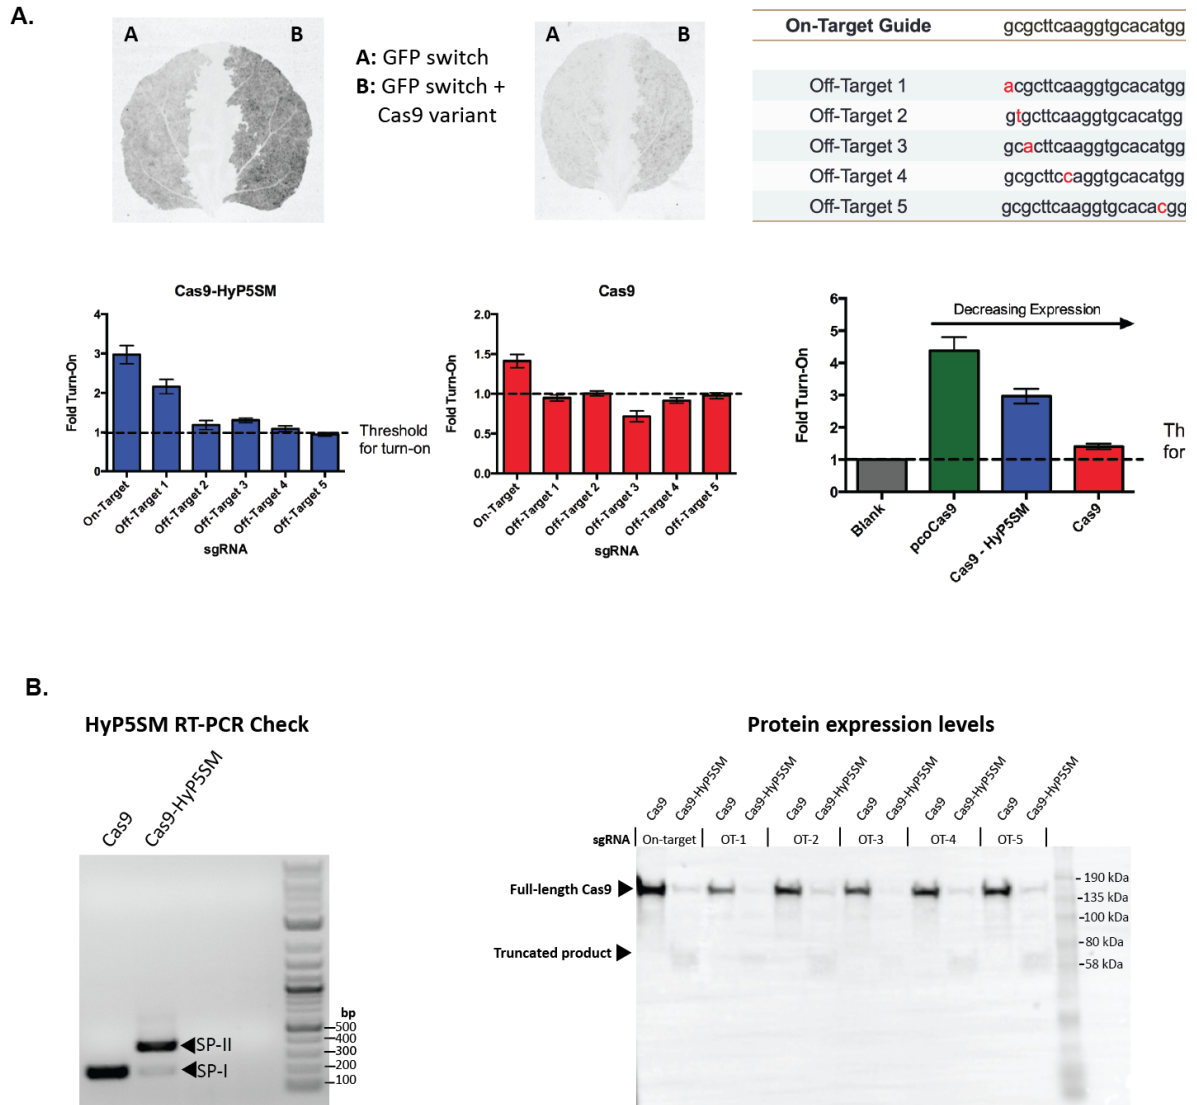 A.
A
B
A: GFP switch
B: GFP switch +
Cas9 variant
A
B
On-Target Guide gcgcttcaaggtgcacatgg
Off-Target 1 acgcttcaaggtgcacatgg
Off-Target 2 gtgcttcaaggtgcacatgg
Off-Target 3 gcacttcaaggtgcacatgg
Off-Target 4 gcgcttccaggtgcacatgg
Off-Target 5 gcgcttcaaggtgcacacgg
Cas9-HyP5SM
Fold Turn-On
4
3
2
1
0
On-Target
Off-Target 1
Off-Target 2
Off-Target 3
Off-Target 4
Off-Target 5
sgRNA
Threshold
for turn-on
Cas9
Fold Turn-On
2.0
1.5
1.0
0.5
0.0
On-Target
Off-Target 1
Off-Target 2
Off-Target 3
Off-Target 4
Off-Target 5
sgRNA
Decreasing Expression
Fold Turn-On
6
5
4
3
2
1
0
Blank
pcoCas9
Cas9 - HyP5SM
Cas9
Th
for
B.
HyP5SM RT-PCR Check
Cas9
Cas9-HyP5SM
SP-II
SP-I
bp
500
400
300
200
100
Protein expression levels
Cas9
Cas9-HyP5SM
Cas9
Cas9-HyP5SM
Cas9
Cas9-HyP5SM
Cas9
Cas9-HyP5SM
Cas9
Cas9-HyP5SM
Cas9
Cas9-HyP5SM
sgRNA On-target OT-1 OT-2 OT-3 OT-4 OT-5
Full-length Cas9
Truncated product
190 kDa
135 kDa
100 kDa
80 kDa
58 kDa